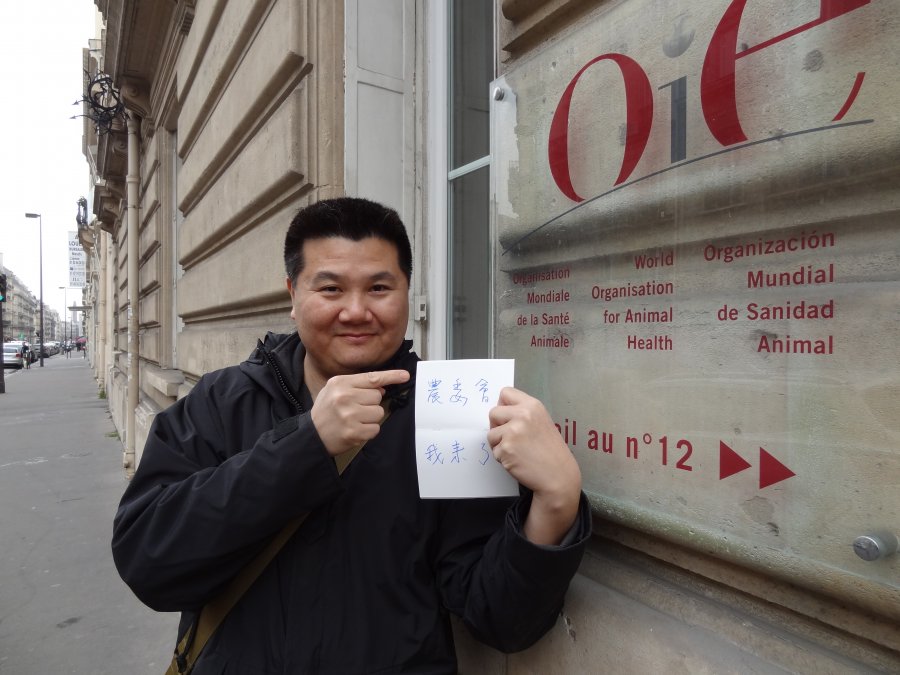 oie
Organisation
Mondiale
de la Santé
Animale
World
Organisation
for Animal
Health
Organización
Mundial
de Sanidad
Animal
au n°12
農委會
我來了